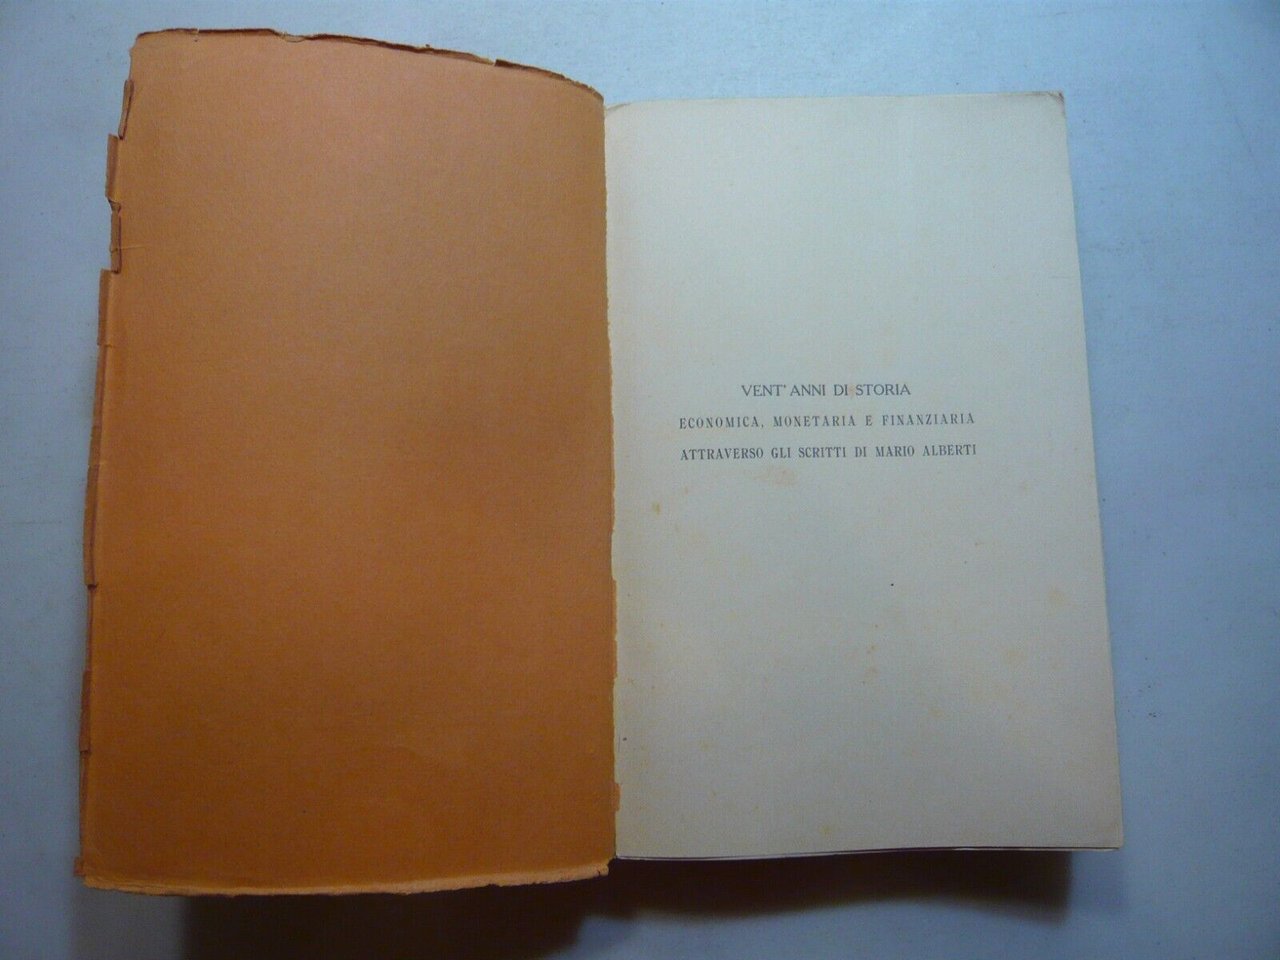 VENT' ANNI DI STORIA
ECONOMICA, MONETARIA E FINANZIARIA
ATTRAVERSO GLI SCRITTI DI MARIO ALBERTI